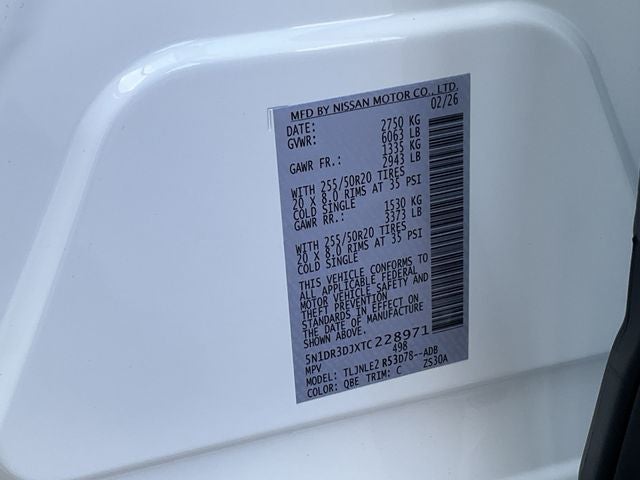 MFD BY NISSAN MOTOR CO., LTD.
DATE: 02/26
GVWR: 2750 KG
6063 LB
GAWR FR.: 1335 KG
2943 LB
WITH 255/50R20 TIRES
20 X 8.0 RIMS AT 35 PSI
COLD SINGLE
GAWR RR.: 1530 KG
3373 LB
WITH 255/50R20 TIRES
20 X 8.0 RIMS AT 35 PSI
COLD SINGLE
THIS VEHICLE CONFORMS TO
ALL APPLICABLE FEDERAL
MOTOR VEHICLE SAFETY AND
THEFT PREVENTION
STANDARDS IN EFFECT ON
THE DATE OF MANUFACTURE
5N1DR3DJXTC228971
MPV 498
MODEL: TLJNLE2 R53D78--ADB
COLOR: QBE TRIM: C ZS30A